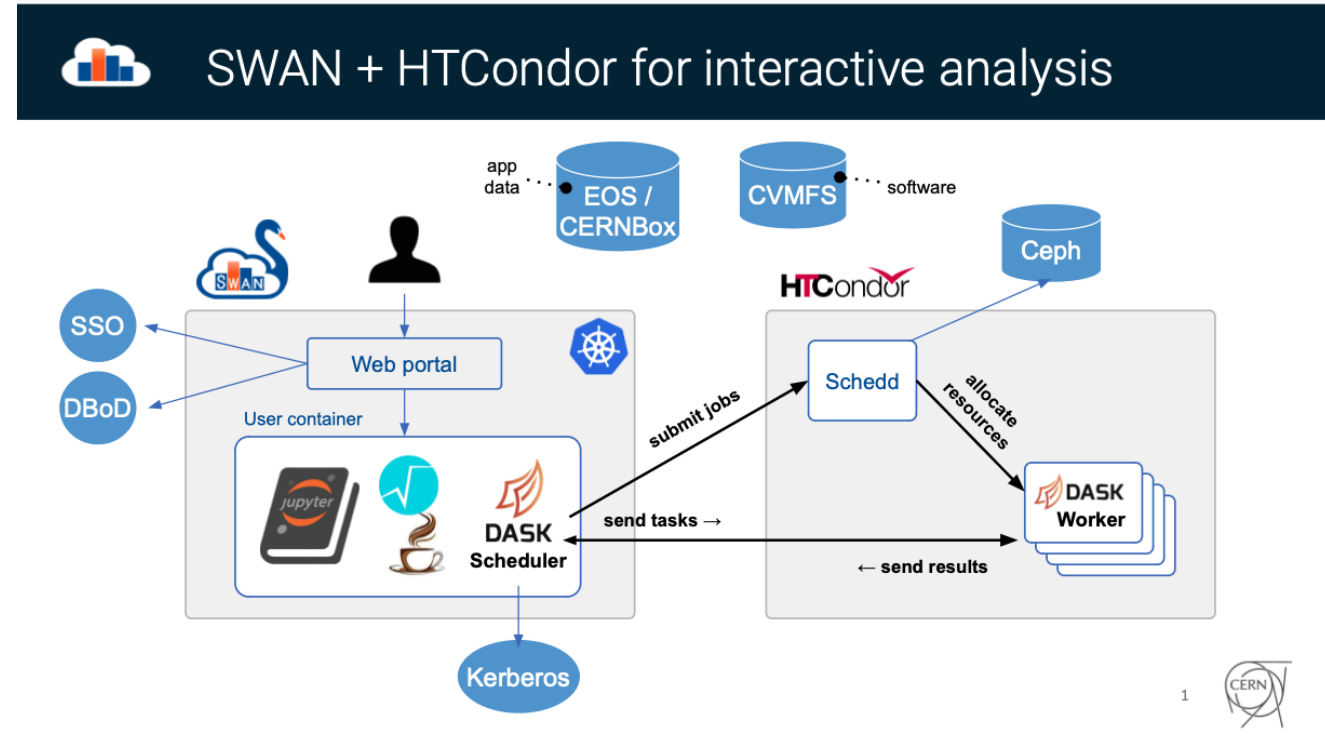 SWAN + HTCondor for interactive analysis
app
data
EOS /
CERNBox
CVMFS
software
Ceph
SWAN
HTCondor
SSO
DBoD
Web portal
User container
jupyter
DASK
Scheduler
submit jobs
send tasks →
← send results
Schedd
allocate
resources
DASK
Worker
Kerberos
1
CERN